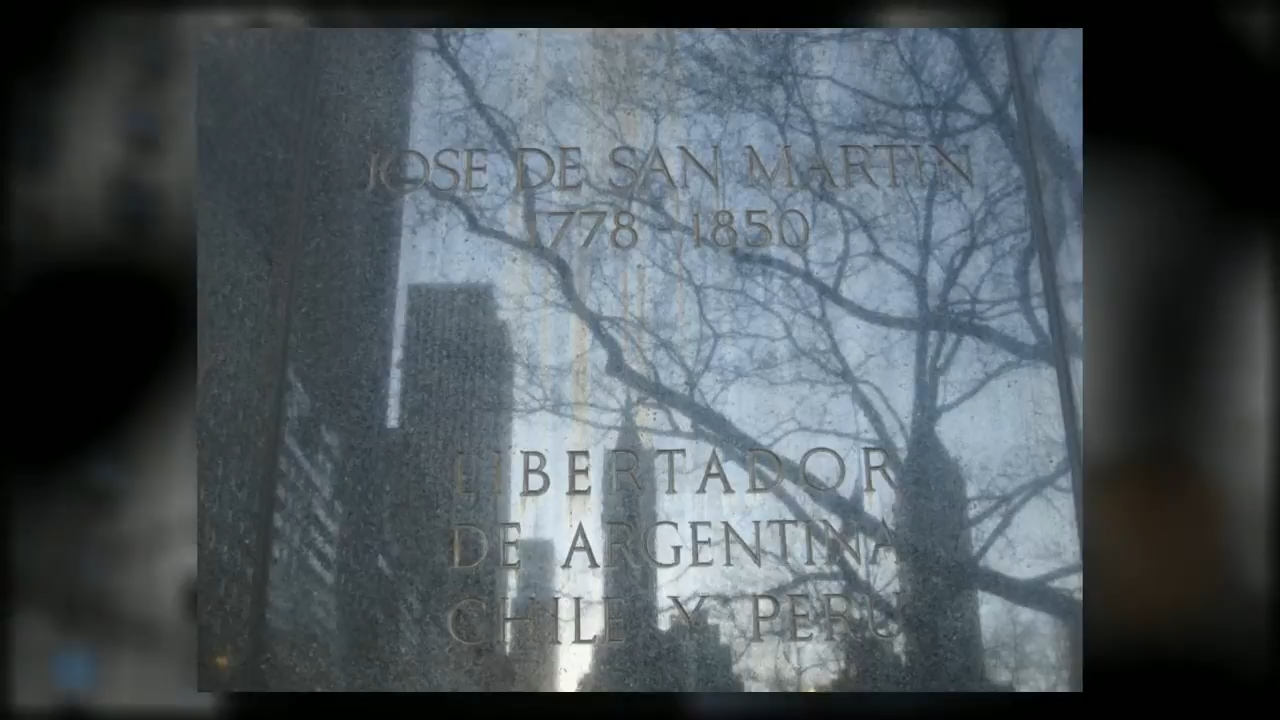 JOSE DE SAN MARTIN
1778 - 1850
LIBERTADOR
DE ARGENTINA
CHILE Y PERU